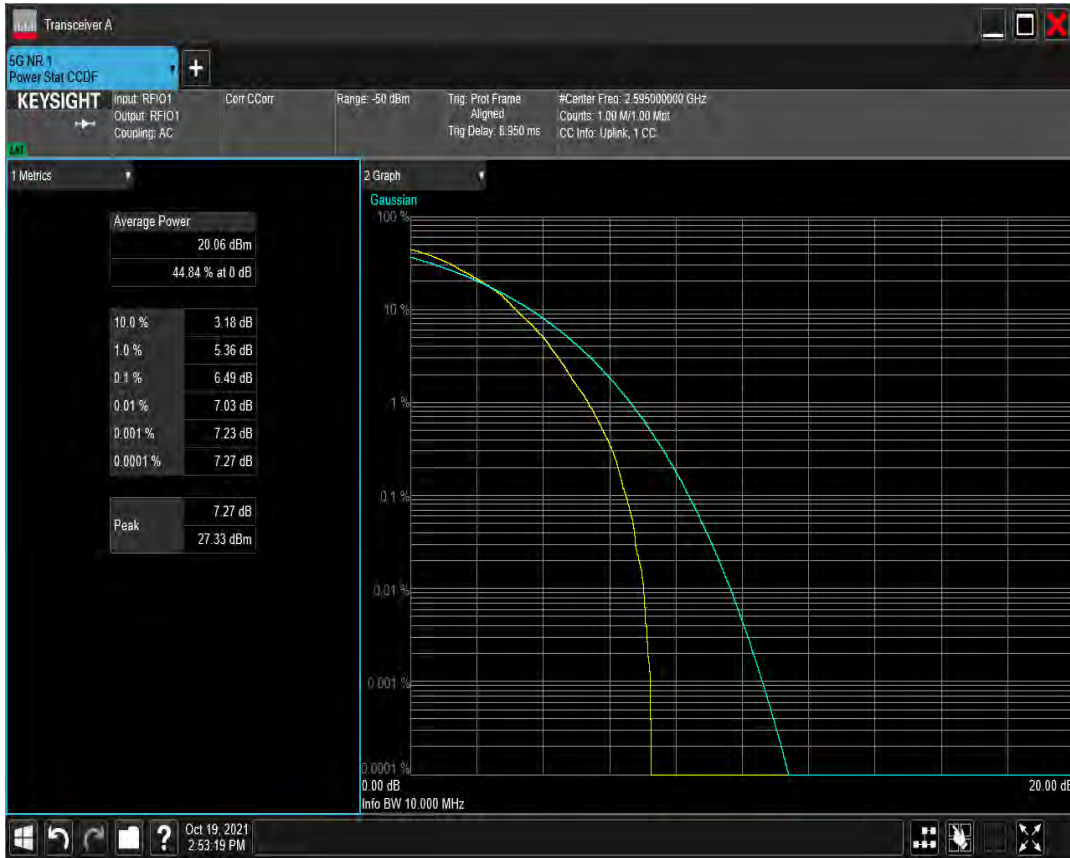 Transceiver A
5G NR 1
Power Stat CCDF
+
KEYSIGHT
Input: RFIO1
Output: RFIO1
Coupling: AC
Corr CCorr
Range: -50 dBm
Trig: Prot Frame
Aligned
Trig Delay: 8.950 ms
#Center Freq: 2.595000000 GHz
Counts: 1.00 M/1.00 Mpt
CC Info: Uplink, 1 CC
1 Metrics
Average Power
20.06 dBm
44.84 % at 0 dB
10.0 % 3.18 dB
1.0 % 5.36 dB
0.1 % 6.49 dB
0.01 % 7.03 dB
0.001 % 7.23 dB
0.0001 % 7.27 dB
Peak 7.27 dB
27.33 dBm
2 Graph
Gaussian
100 %
10 %
1 %
0.1 %
0.01 %
0.001 %
0.0001 %
0.00 dB
20.00 dB
Info BW 10.000 MHz
?
Oct 19, 2021
2:53:19 PM